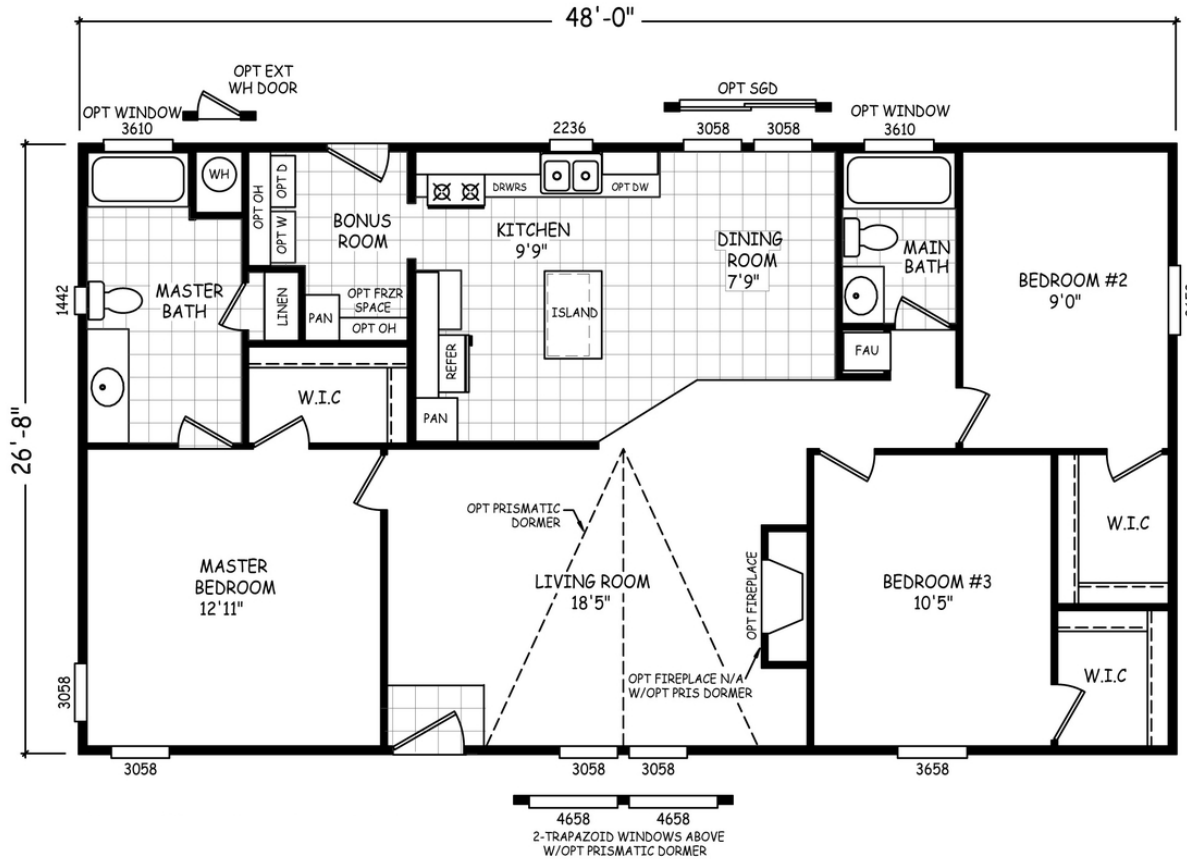 48'-0"
OPT EXT
WH DOOR
OPT SGD
OPT WINDOW
3610
2236
3058
3058
OPT WINDOW
3610
WH
OPT OH
OPT D
OPT W
BONUS
ROOM
DRWRS
OPT DW
KITCHEN
9'9"
DINING
ROOM
7'9"
MAIN
BATH
BEDROOM #2
9'0"
1442
MASTER
BATH
LINEN
PAN
OPT FRZR
SPACE
OPT OH
ISLAND
REFER
FAU
W.I.C
PAN
26'-8"
OPT PRISMATIC
DORMER
W.I.C
MASTER
BEDROOM
12'11"
LIVING ROOM
18'5"
OPT FIREPLACE
BEDROOM #3
10'5"
OPT FIREPLACE N/A
W/OPT PRIS DORMER
W.I.C
3058
3058
3058
3058
3658
4658
4658
2-TRAPAZOID WINDOWS ABOVE
W/OPT PRISMATIC DORMER